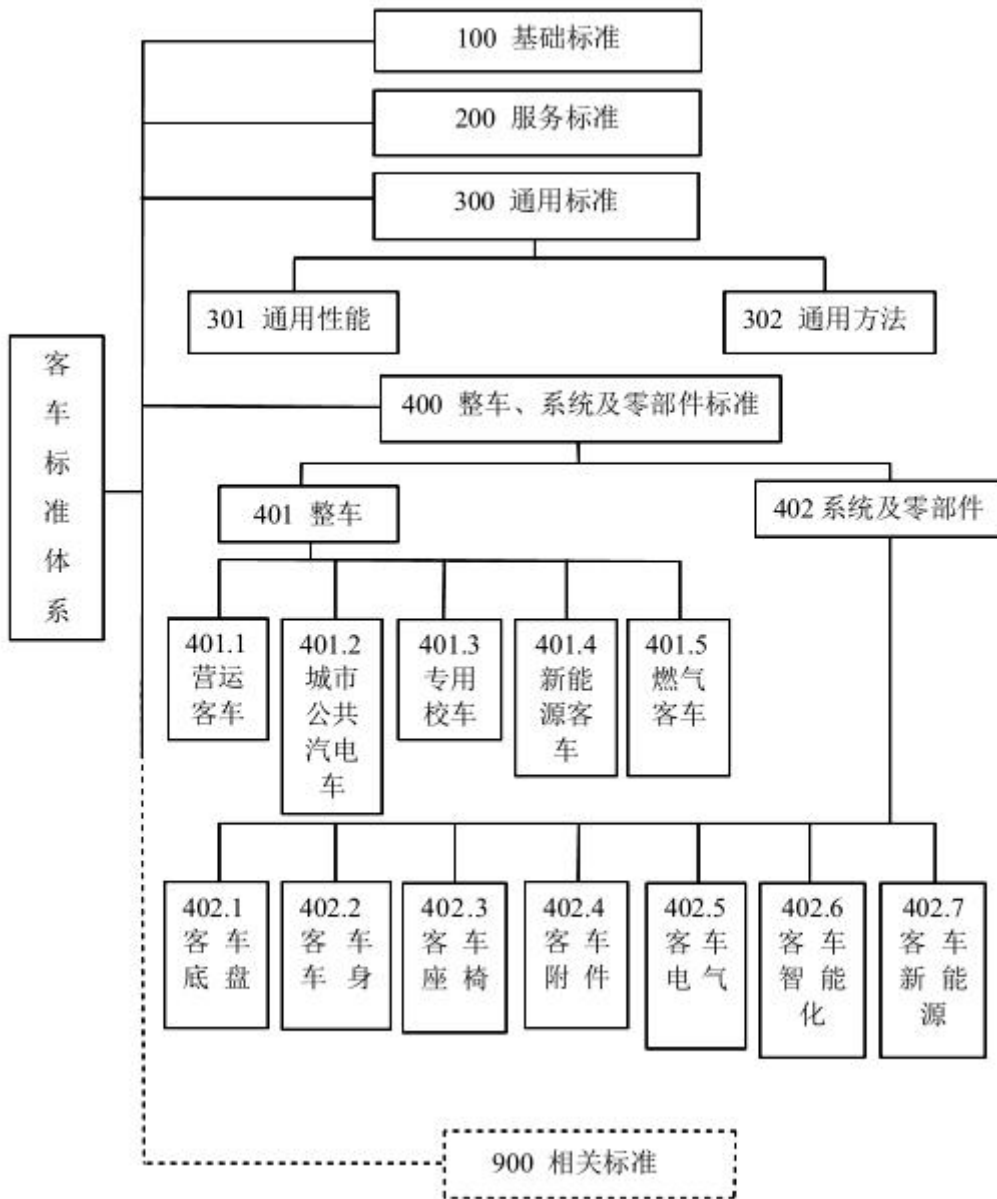 100 基础标准
200 服务标准
300 通用标准
301 通用性能
302 通用方法
客
车
标
准
体
系
400 整车、系统及零部件标准
401 整车
402 系统及零部件
401.1
营运
客车
401.2
城市
公共
汽电
车
401.3
专用
校车
401.4
新能
源客
车
401.5
燃气
客车
402.1
客 车
底 盘
402.2
客 车
车 身
402.3
客 车
座 椅
402.4
客 车
附 件
402.5
客 车
电 气
402.6
客 车
智 能
化
402.7
客 车
新 能
源
900 相关标准